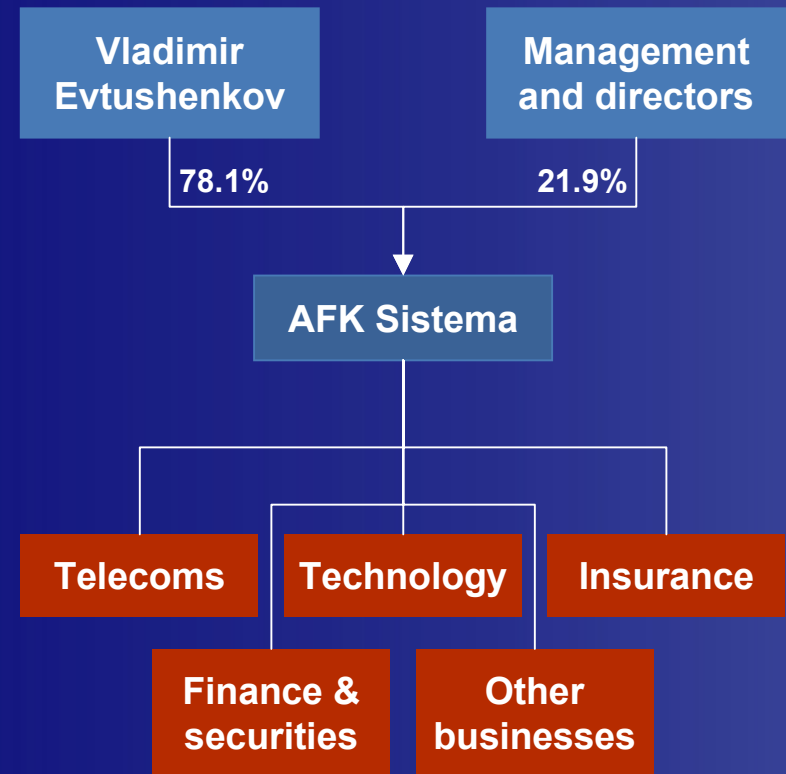 Vladimir
Evtushenkov
Management
and directors
78.1%
21.9%
AFK Sistema
Telecoms
Technology
Insurance
Finance &
securities
Other
businesses